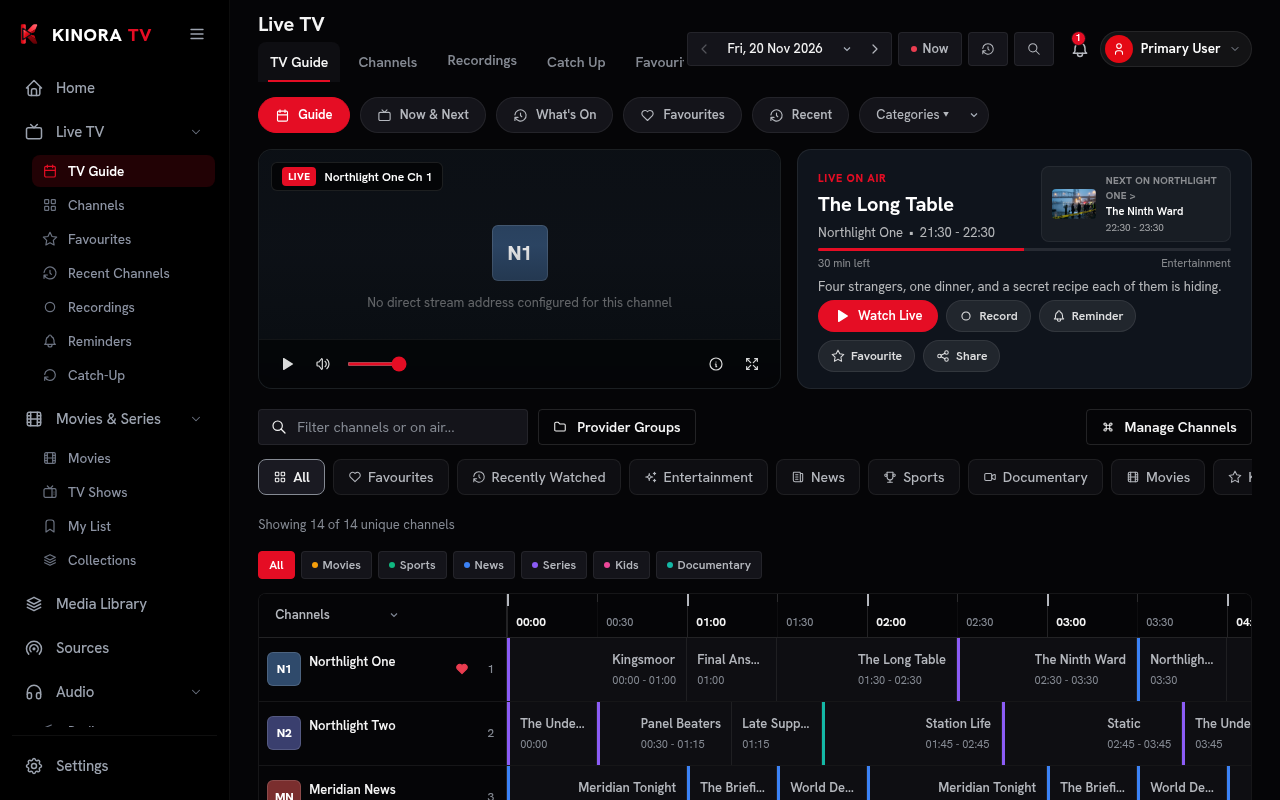 KINORA TV
Home
Live TV
TV Guide
Channels
Favourites
Recent Channels
Recordings
Reminders
Catch-Up
Movies & Series
Movies
TV Shows
My List
Collections
Media Library
Sources
Audio
Settings
Live TV
TV Guide
Channels
Recordings
Catch Up
Favouri
Fri, 20 Nov 2026
Now
1
Primary User
Guide
Now & Next
What's On
Favourites
Recent
Categories ▾
LIVE
Northlight One Ch 1
N1
No direct stream address configured for this channel
LIVE ON AIR
The Long Table
Northlight One • 21:30 - 22:30
NEXT ON NORTHLIGHT
ONE >
The Ninth Ward
22:30 - 23:30
30 min left
Entertainment
Four strangers, one dinner, and a secret recipe each of them is hiding.
Watch Live
Record
Reminder
Favourite
Share
Filter channels or on air...
Provider Groups
Manage Channels
All
Favourites
Recently Watched
Entertainment
News
Sports
Documentary
Movies
Showing 14 of 14 unique channels
All
Movies
Sports
News
Series
Kids
Documentary
Channels
00:00
00:30
01:00
01:30
02:00
02:30
03:00
03:30
04:
N1
Northlight One
1
Kingsmoor
00:00 - 01:00
Final Ans...
01:00
The Long Table
01:30 - 02:30
The Ninth Ward
02:30 - 03:30
Northligh...
03:30
N2
Northlight Two
2
The Unde...
00:00
Panel Beaters
00:30 - 01:15
Late Supp...
01:15
Station Life
01:45 - 02:45
Static
02:45 - 03:45
The Unde
03:45
MN
Meridian News
3
Meridian Tonight
The Briefi...
World De...
Meridian Tonight
The Briefi...
World De...